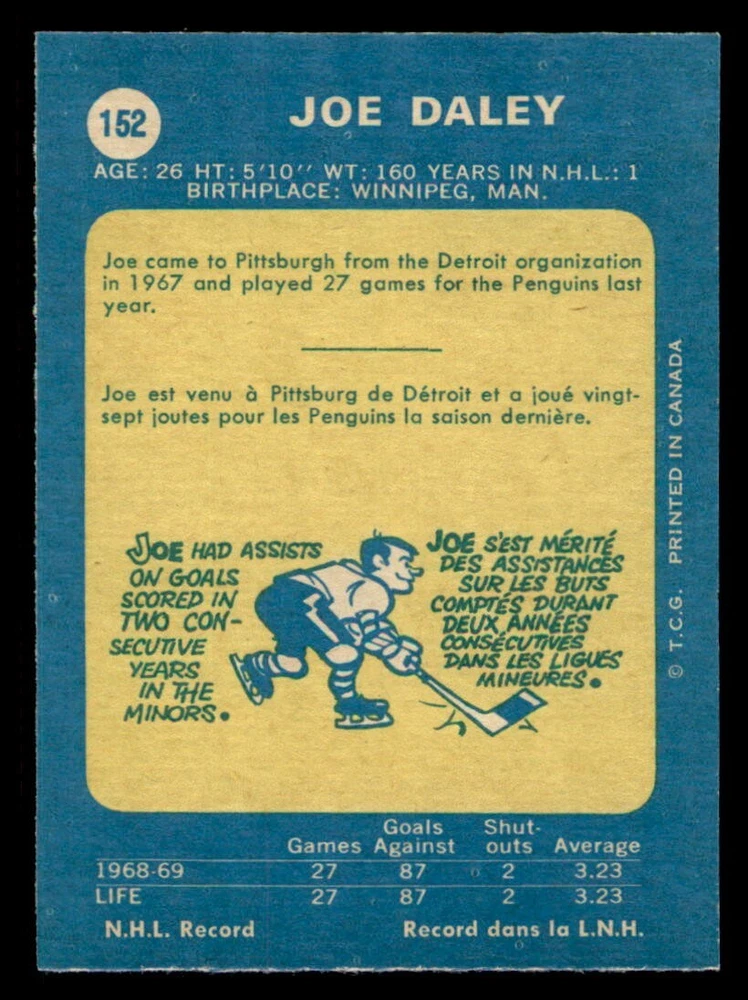 152
JOE DALEY
AGE: 26 HT: 5'10'' WT: 160 YEARS IN N.H.L.: 1
BIRTHPLACE: WINNIPEG, MAN.
Joe came to Pittsburgh from the Detroit organization
in 1967 and played 27 games for the Penguins last
year.
Joe est venu à Pittsburg de Détroit et a joué vingt-
sept joutes pour les Penguins la saison dernière.
JOE HAD ASSISTS
ON GOALS
SCORED IN
TWO CON-
SECUTIVE
YEARS
IN THE
MINORS.
JOE S'EST MÉRITÉ
DES ASSISTANCES
SUR LES BUTS
COMPTÉS DURANT
DEUX ANNÉES
CONSÉCUTIVES
DANS LES LIGUES
MINEURES.
© T.C.G. PRINTED IN CANADA
Games Goals Against Shut-outs Average
1968-69 27 87 2 3.23
LIFE 27 87 2 3.23
N.H.L. Record Record dans la L.N.H.